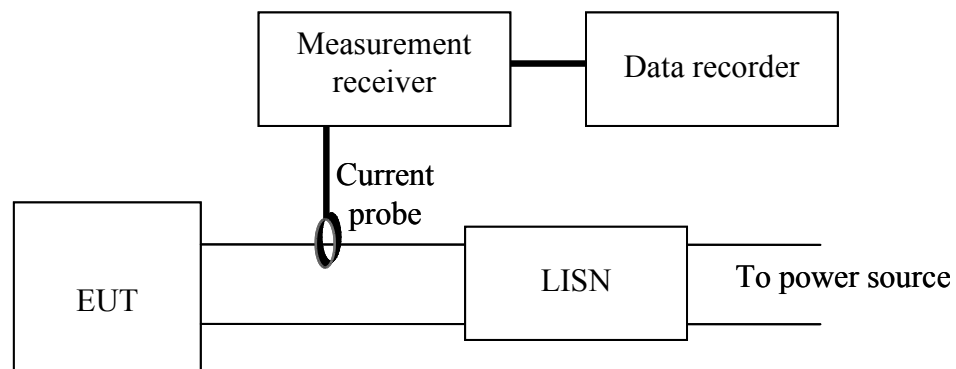 Measurement
receiver
Data recorder
Current
probe
EUT
LISN
To power source